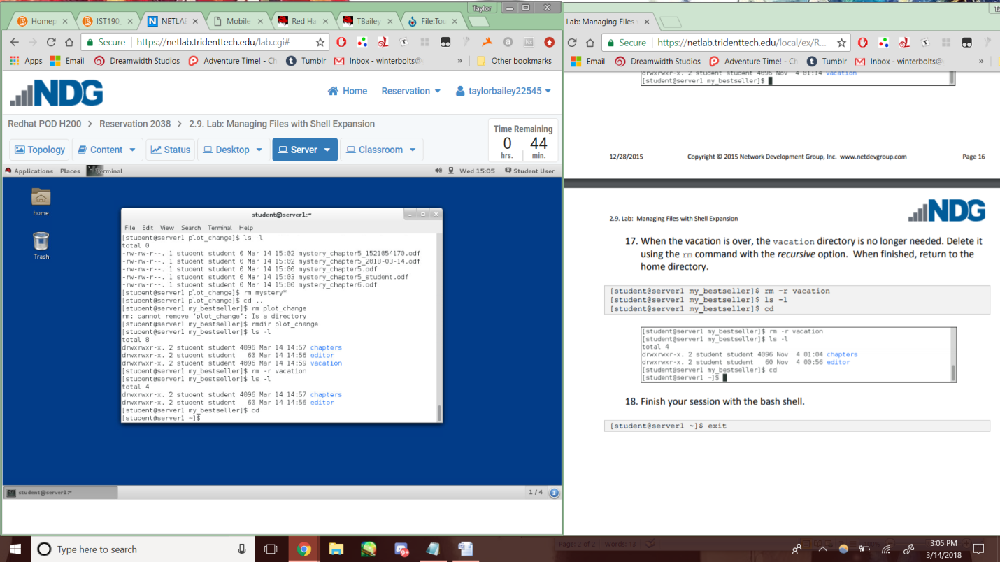 Taylor
Homep
IST190_
NETLAB
Mobile
Red Ha
TBailey
File:Tou
Secure
https://netlab.tridenttech.edu/lab.cgi#
Apps
Email
Dreamwidth Studios
Adventure Time! - Ch
Tumblr
Inbox - winterbolts@
»
Other bookmarks
NDG
Home
Reservation
taylorbailey22545
Redhat POD H200 > Reservation 2038 > 2.9. Lab: Managing Files with Shell Expansion
Topology
Content
Status
Desktop
Server
Classroom
Time Remaining
0 44
hrs. min.
Applications Places Terminal
Wed 15:05 Student User
home
Trash
student@server1:~
File Edit View Search Terminal Help
[student@server1 plot_change]$ ls -l
total 0
-rw-rw-r--. 1 student student 0 Mar 14 15:02 mystery_chapter5_1521054170.odf
-rw-rw-r--. 1 student student 0 Mar 14 15:02 mystery_chapter5_2018-03-14.odf
-rw-rw-r--. 1 student student 0 Mar 14 15:00 mystery_chapter5.odf
-rw-rw-r--. 1 student student 0 Mar 14 15:03 mystery_chapter5_student.odf
-rw-rw-r--. 1 student student 0 Mar 14 15:00 mystery_chapter6.odf
[student@server1 plot_change]$ rm mystery*
[student@server1 plot_change]$ cd ..
[student@server1 my_bestseller]$ rm plot_change
rm: cannot remove ‘plot_change’: Is a directory
[student@server1 my_bestseller]$ rmdir plot_change
[student@server1 my_bestseller]$ ls -l
total 8
drwxrwxr-x. 2 student student 4096 Mar 14 14:57 chapters
drwxrwxr-x. 2 student student 60 Mar 14 14:56 editor
drwxrwxr-x. 2 student student 4096 Mar 14 14:59 vacation
[student@server1 my_bestseller]$ rm -r vacation
[student@server1 my_bestseller]$ ls -l
total 4
drwxrwxr-x. 2 student student 4096 Mar 14 14:57 chapters
drwxrwxr-x. 2 student student 60 Mar 14 14:56 editor
[student@server1 my_bestseller]$ cd
[student@server1 ~]$
student@server1:~
1 / 4
1
Lab: Managing Files
Secure
https://netlab.tridenttech.edu/local/ex/R...
Email
Dreamwidth Studios
Adventure Time! - Ch
Tumblr
Inbox - winterbolts@
»
drwxrwxr-x. 2 student student 4096 Nov 4 01:14 vacation
[student@server1 my_bestseller]$
12/28/2015 Copyright © 2015 Network Development Group, Inc. www.netdevgroup.com Page 16
NDG
2.9. Lab: Managing Files with Shell Expansion
17. When the vacation is over, the vacation directory is no longer needed. Delete it
using the rm command with the recursive option. When finished, return to the
home directory.
[student@server1 my_bestseller]$ rm -r vacation
[student@server1 my_bestseller]$ ls -l
[student@server1 my_bestseller]$ cd
[student@server1 my_bestseller]$ rm -r vacation
[student@server1 my_bestseller]$ ls -l
total 4
drwxrwxr-x. 2 student student 4096 Nov 4 01:04 chapters
drwxrwxr-x. 2 student student 60 Nov 4 00:56 editor
[student@server1 my_bestseller]$ cd
[student@server1 ~]$
18. Finish your session with the bash shell.
[student@server1 ~]$ exit
Type here to search
9+
Page: 2 of 2 Words: 13
3:05 PM
3/14/2018